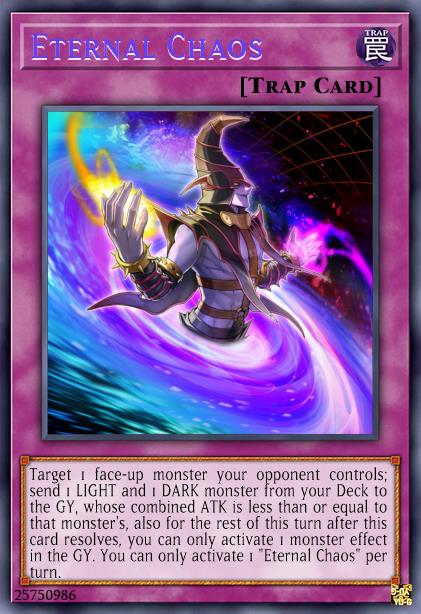 Eternal Chaos
TRAP
罠
[Trap Card]
Target 1 face-up monster your opponent controls;
send 1 LIGHT and 1 DARK monster from your Deck to
the GY, whose combined ATK is less than or equal to
that monster's, also for the rest of this turn after this
card resolves, you can only activate 1 monster effect
in the GY. You can only activate 1 "Eternal Chaos" per
turn.
25750986